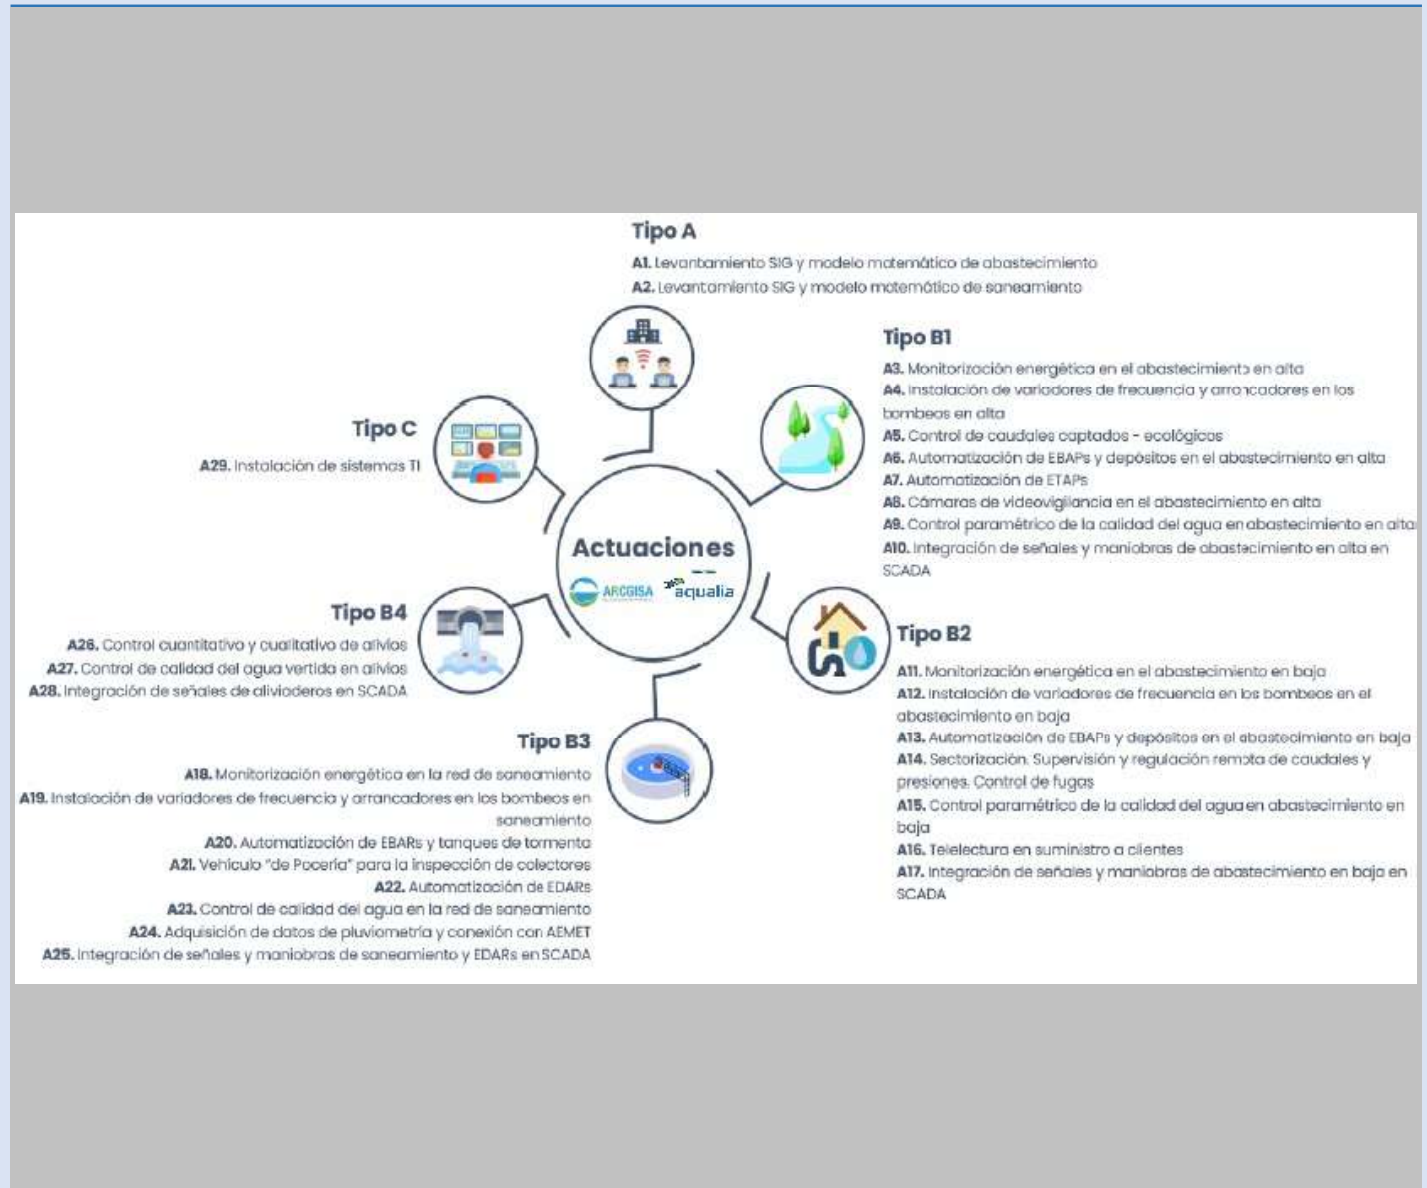 Tipo A
A1. Levantamiento SIG y modelo matemático de abastecimiento
A2. Levantamiento SIG y modelo matemático de saneamiento
Tipo B1
A3. Monitorización energética en el abastecimiento en alta
A4. Instalación de variadores de frecuencia y arrancadores en los
bombeos en alta
A5. Control de caudales captados - ecológicos
A6. Automatización de EBAPs y depósitos en el abastecimiento en alta
A7. Automatización de ETAPs
A8. Cámaras de videovigilancia en el abastecimiento en alta
A9. Control paramétrico de la calidad del agua en abastecimiento en alta
A10. Integración de señales y maniobras de abastecimiento en alta en
SCADA
Tipo B2
A11. Monitorización energética en el abastecimiento en baja
A12. Instalación de variadores de frecuencia en los bombeos en el
abastecimiento en baja
A13. Automatización de EBAPs y depósitos en el abastecimiento en baja
A14. Sectorización. Supervisión y regulación remota de caudales y
presiones. Control de fugas
A15. Control paramétrico de la calidad del agua en abastecimiento en
baja
A16. Telelectura en suministro a clientes
A17. Integración de señales y maniobras de abastecimiento en baja en
SCADA
Tipo B3
A18. Monitorización energética en la red de saneamiento
A19. Instalación de variadores de frecuencia y arrancadores en los bombeos en
saneamiento
A20. Automatización de EBARs y tanques de tormenta
A21. Vehículo "de Pocería" para la inspección de colectores
A22. Automatización de EDARs
A23. Control de calidad del agua en la red de saneamiento
A24. Adquisición de datos de pluviometría y conexión con AEMET
A25. Integración de señales y maniobras de saneamiento y EDARs en SCADA
Tipo B4
A26. Control cuantitativo y cualitativo de alivios
A27. Control de calidad del agua vertida en alivios
A28. Integración de señales de aliviaderos en SCADA
Tipo C
A29. Instalación de sistemas TI
Actuaciones
ARCGISA aqualia